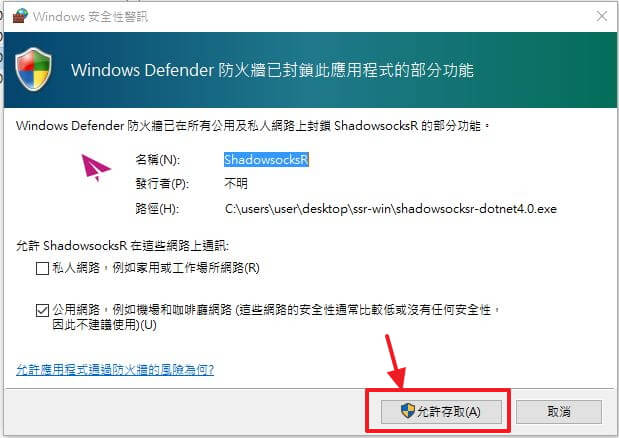 Windows 安全性警訊
Windows Defender 防火牆已封鎖此應用程式的部分功能
Windows Defender 防火牆已在所有公用及私人網路上封鎖 ShadowsocksR 的部分功能。
名稱(N): ShadowsocksR
發行者(P): 不明
路徑(H): C:\users\user\desktop\ssr-win\shadowsocksr-dotnet4.0.exe
允許 ShadowsocksR 在這些網路上通訊:
私人網路，例如家用或工作場所網路(R)
公用網路，例如機場和咖啡廳網路 (這些網路的安全性通常比較低或沒有任何安全性，
因此不建議使用)(U)
允許應用程式通過防火牆的風險為何?
允許存取(A) 取消